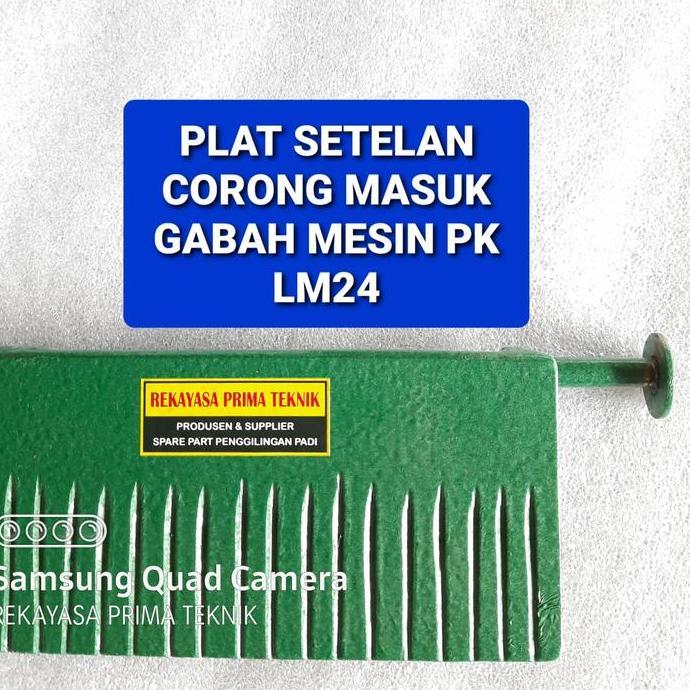 PLAT SETELAN
CORONG MASUK
GABAH MESIN PK
LM24
REKAYASA PRIMA TEKNIK
PRODUSEN & SUPPLIER
SPARE PART PENGGILINGAN PADI
Samsung Quad Camera
REKAYASA PRIMA TEKNIK